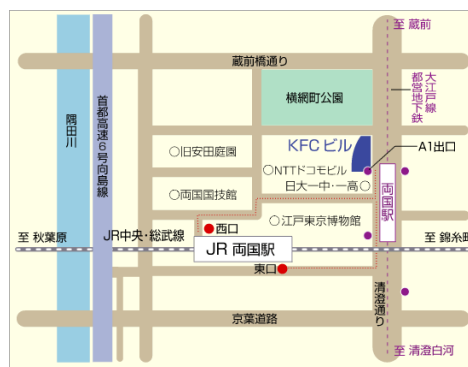 至 蔵前
蔵前橋通り
大江戸線
都営地下鉄
横網町公園
首都高速6号向島線
隅田川
KFCビル
A1出口
○旧安田庭園
○NTTドコモビル
日大一中・一高○
○両国国技館
両国駅
○江戸東京博物館
西口
至 秋葉原
JR中央・総武線
JR 両国駅
至 錦糸町
東口
清澄通り
京葉道路
至 清澄白河